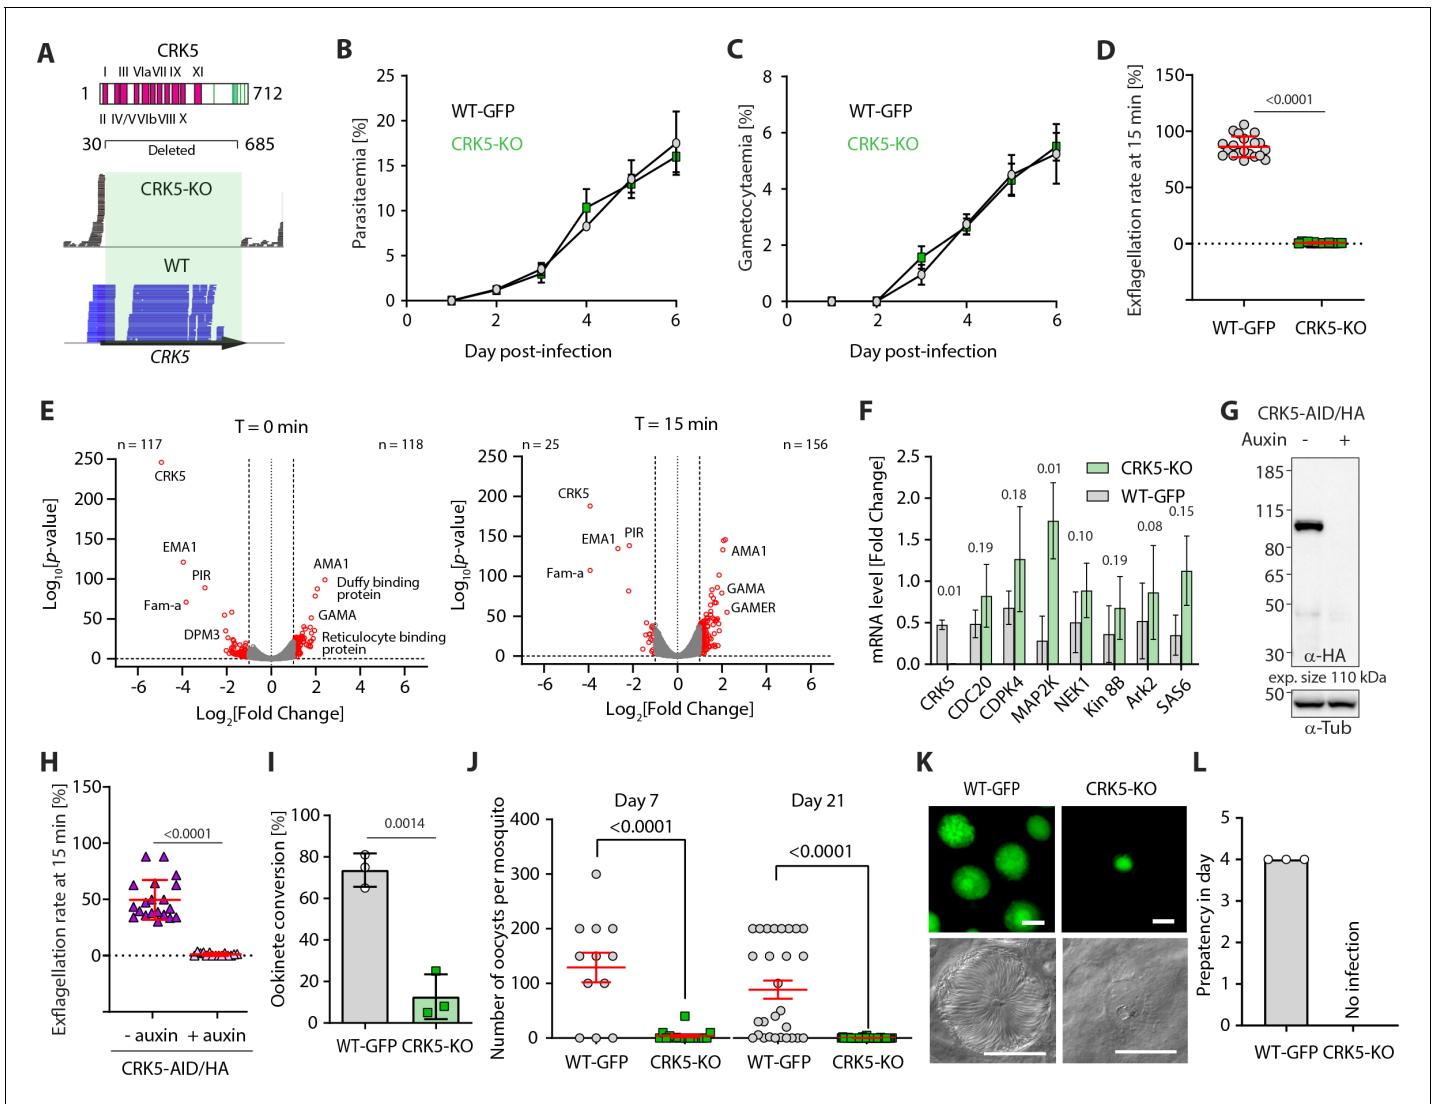 A
CRK5
I III VIa VII IX XI
1 712
II IV/V VIb VIII X
30 Deleted 685
CRK5-KO
WT
CRK5
B
Parasitaemia [%]
25
20
15
10
5
0
WT-GFP
CRK5-KO
0 2 4 6
Day post-infection
C
Gametocytaemia [%]
8
6
4
2
0
WT-GFP
CRK5-KO
0 2 4 6
Day post-infection
D
Exflagellation rate at 15 min [%]
150
100
50
0
<0.0001
WT-GFP CRK5-KO
E
T = 0 min
n = 117 n = 118
Log10[p-value]
250
200
150
100
50
0
CRK5
EMA1
PIR
Fam-a
DPM3
AMA1
Duffy binding
protein
GAMA
Reticulocyte binding
protein
-6 -4 -2 0 2 4 6
Log2[Fold Change]
T = 15 min
n = 25 n = 156
Log10[p-value]
250
200
150
100
50
0
CRK5
EMA1 PIR
Fam-a
AMA1
GAMA
GAMER
-6 -4 -2 0 2 4 6
Log2[Fold Change]
F
mRNA level [Fold Change]
2.5
2.0
1.5
1.0
0.5
0.0
CRK5-KO
WT-GFP
0.01 0.19 0.18 0.01 0.10 0.19 0.08 0.15
CRK5 CDC20 CDPK4 MAP2K NEK1 Kin 8B Ark2 SAS6
G
CRK5-AID/HA
Auxin - +
185
115
80
65
50
30
α-HA
exp. size 110 kDa
50
α-Tub
H
Exflagellation rate at 15 min [%]
150
100
50
0
<0.0001
- auxin + auxin
CRK5-AID/HA
I
Ookinete conversion [%]
100
80
60
40
20
0
0.0014
WT-GFP CRK5-KO
J
Number of oocysts per mosquito
400
300
200
100
0
Day 7 Day 21
<0.0001
<0.0001
WT-GFP CRK5-KO WT-GFP CRK5-KO
K
WT-GFP CRK5-KO
L
Prepatency in day
5
4
3
2
1
0
No infection
WT-GFP CRK5-KO